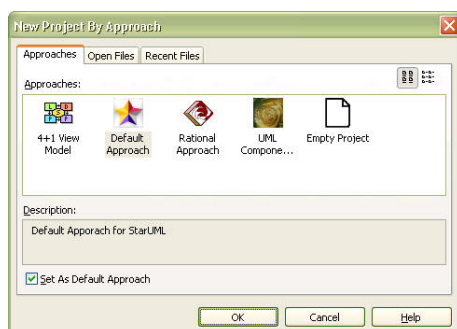 New Project By Approach
Approaches Open Files Recent Files
Approaches:
4+1 View Model
Default Approach
Rational Approach
UML Compone...
Empty Project
Description:
Default Apporach for StarUML
Set As Default Approach
OK Cancel Help